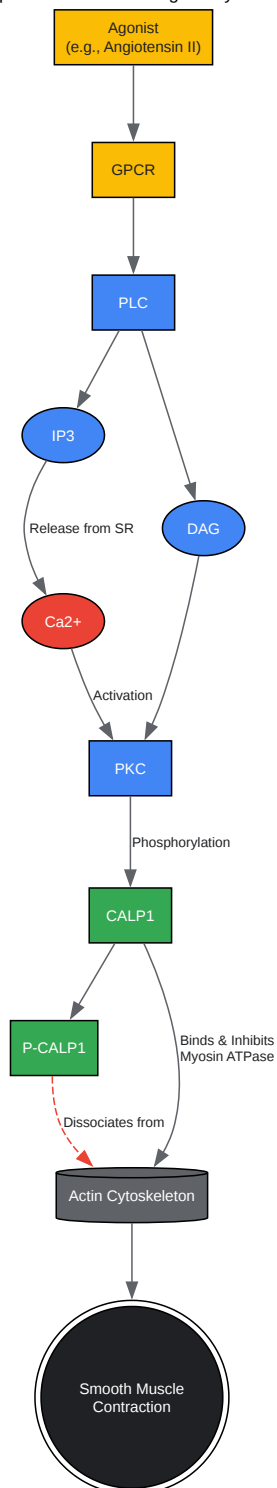 Agonist
(e.g., Angiotensin II)
GPCR
PLC
IP3
Release from SR
DAG
Ca2+
Activation
PKC
Phosphorylation
CALP1
P-CALP1
Binds & Inhibits
Myosin ATPase
Dissociates from
Actin Cytoskeleton
Smooth Muscle
Contraction